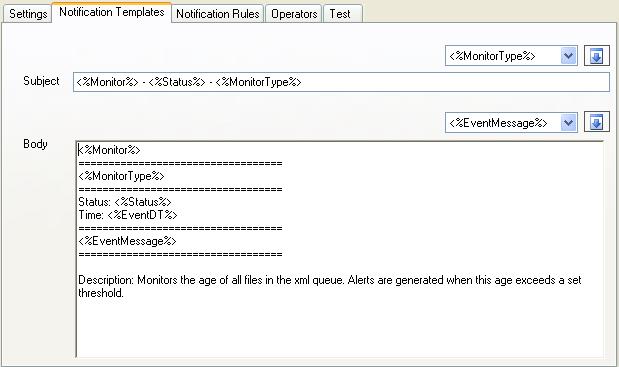 Settings Notification Templates Notification Rules Operators Test
<%MonitorType%>
Subject <%Monitor%> - <%Status%> - <%MonitorType%>
<%EventMessage%>
Body
<%Monitor%>
==================================
<%MonitorType%>
==================================
Status: <%Status%>
Time: <%EventDT%>
==================================
<%EventMessage%>
==================================
Description: Monitors the age of all files in the xml queue. Alerts are generated when this age exceeds a set
threshold.